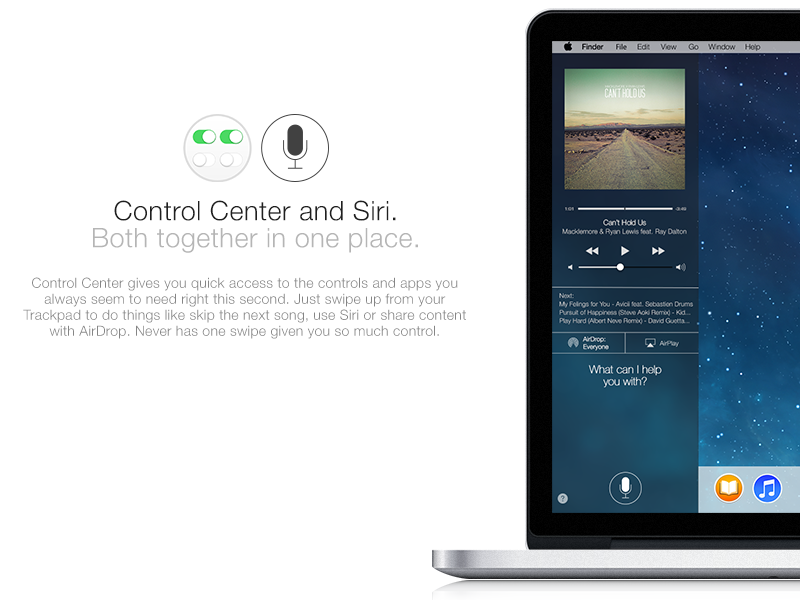 Control Center and Siri.
Both together in one place.
Control Center gives you quick access to the controls and apps you
always seem to need right this second. Just swipe up from your
Trackpad to do things like skip the next song, use Siri or share content
with AirDrop. Never has one swipe given you so much control.
Finder File Edit View Go Window Help
CAN'T HOLD US
1:01 -3:49
Can't Hold Us
Macklemore & Ryan Lewis feat. Ray Dalton
Next:
My Felings for You - Avicii feat. Sebastien Drums
Pursuit of Happiness (Steve Aoki Remix) - Kid...
Play Hard (Albert Neve Remix) - David Guetta...
AirDrop:
Everyone
AirPlay
What can I help
you with?
?